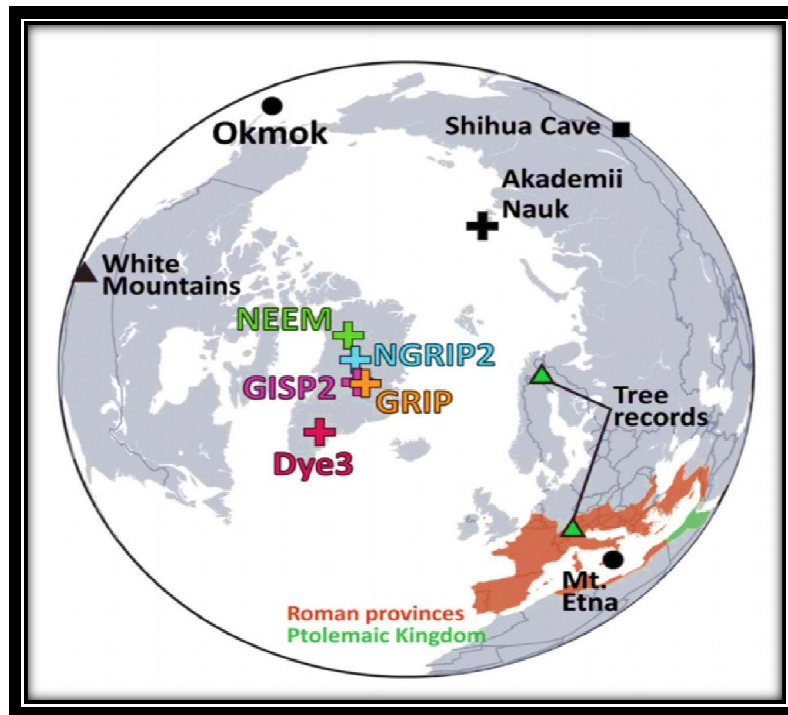 Okmok
Shihua Cave
Akademii
Nauk
White
Mountains
NEEM
NGRIP2
GISP2
GRIP
Tree
records
Dye3
Mt.
Etna
Roman provinces
Ptolemaic Kingdom